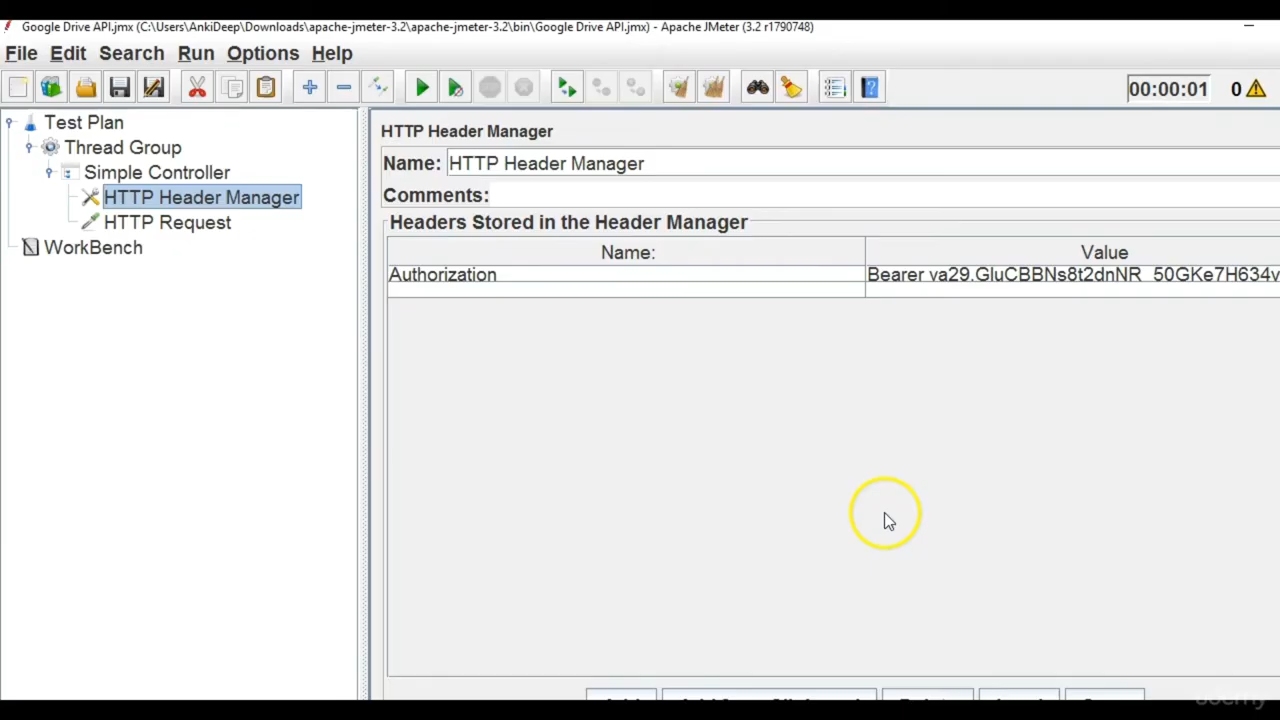 Google Drive API.jmx (C:\Users\AnkiDeep\Downloads\apache-jmeter-3.2\apache-jmeter-3.2\bin\Google Drive API.jmx) - Apache JMeter (3.2 r1790748)
File Edit Search Run Options Help
00:00:01 0
Test Plan
Thread Group
Simple Controller
HTTP Header Manager
HTTP Request
WorkBench
HTTP Header Manager
Name: HTTP Header Manager
Comments:
Headers Stored in the Header Manager
Name: Value
Authorization Bearer va29.GluCBBNs8t2dnNR_50GKe7H634v